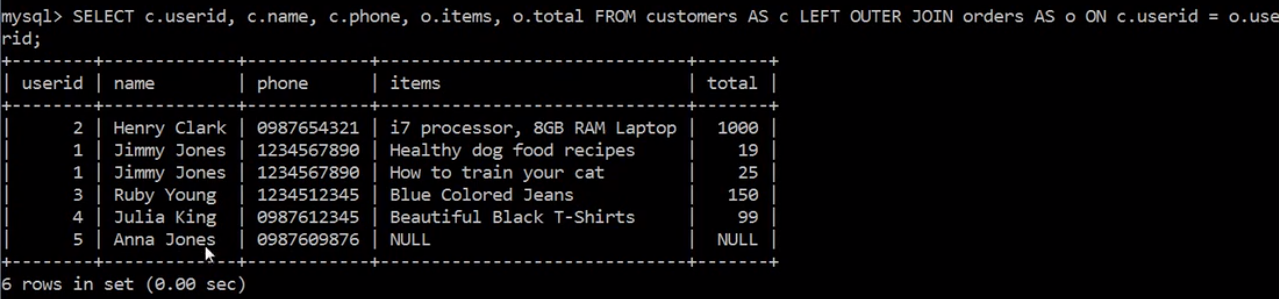 mysql> SELECT c.userid, c.name, c.phone, o.items, o.total FROM customers AS c LEFT OUTER JOIN orders AS o ON c.userid = o.use
rid;
+--------+-------------+------------+------------------------------+-------+
| userid | name        | phone      | items                        | total |
+--------+-------------+------------+------------------------------+-------+
|      2 | Henry Clark | 0987654321 | i7 processor, 8GB RAM Laptop |  1000 |
|      1 | Jimmy Jones | 1234567890 | Healthy dog food recipes     |    19 |
|      1 | Jimmy Jones | 1234567890 | How to train your cat        |    25 |
|      3 | Ruby Young  | 1234512345 | Blue Colored Jeans           |   150 |
|      4 | Julia King  | 0987612345 | Beautiful Black T-Shirts     |    99 |
|      5 | Anna Jones  | 0987609876 | NULL                         |  NULL |
+--------+-------------+------------+------------------------------+-------+
6 rows in set (0.00 sec)